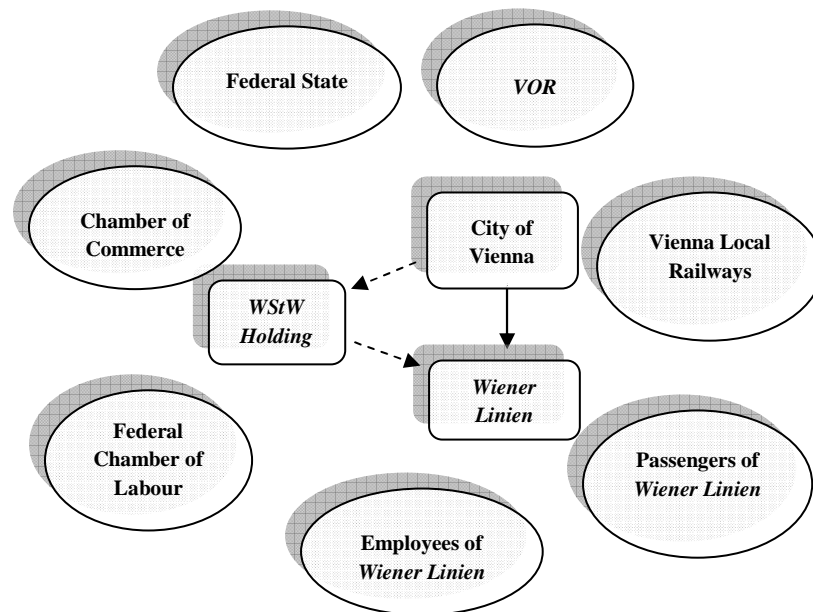 Federal State
VOR
Chamber of
Commerce
City of
Vienna
Vienna Local
Railways
WStW
Holding
Wiener
Linien
Federal
Chamber of
Labour
Passengers of
Wiener Linien
Employees of
Wiener Linien